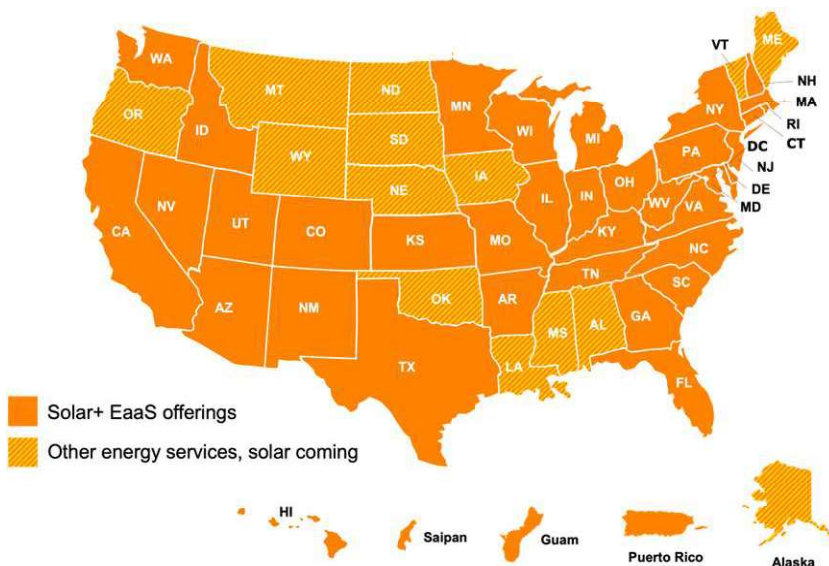 WA
MT
ND
MN
VT
ME
OR
ID
WY
SD
WI
MI
NY
NH
MA
RI
CT
DC
NJ
DE
MD
PA
NE
IA
IL
IN
OH
WV
VA
CA
NV
UT
CO
KS
MO
KY
NC
TN
SC
AZ
NM
OK
AR
MS
AL
GA
TX
LA
FL
Solar+ EaaS offerings
Other energy services, solar coming
HI
Saipan
Guam
Puerto Rico
Alaska